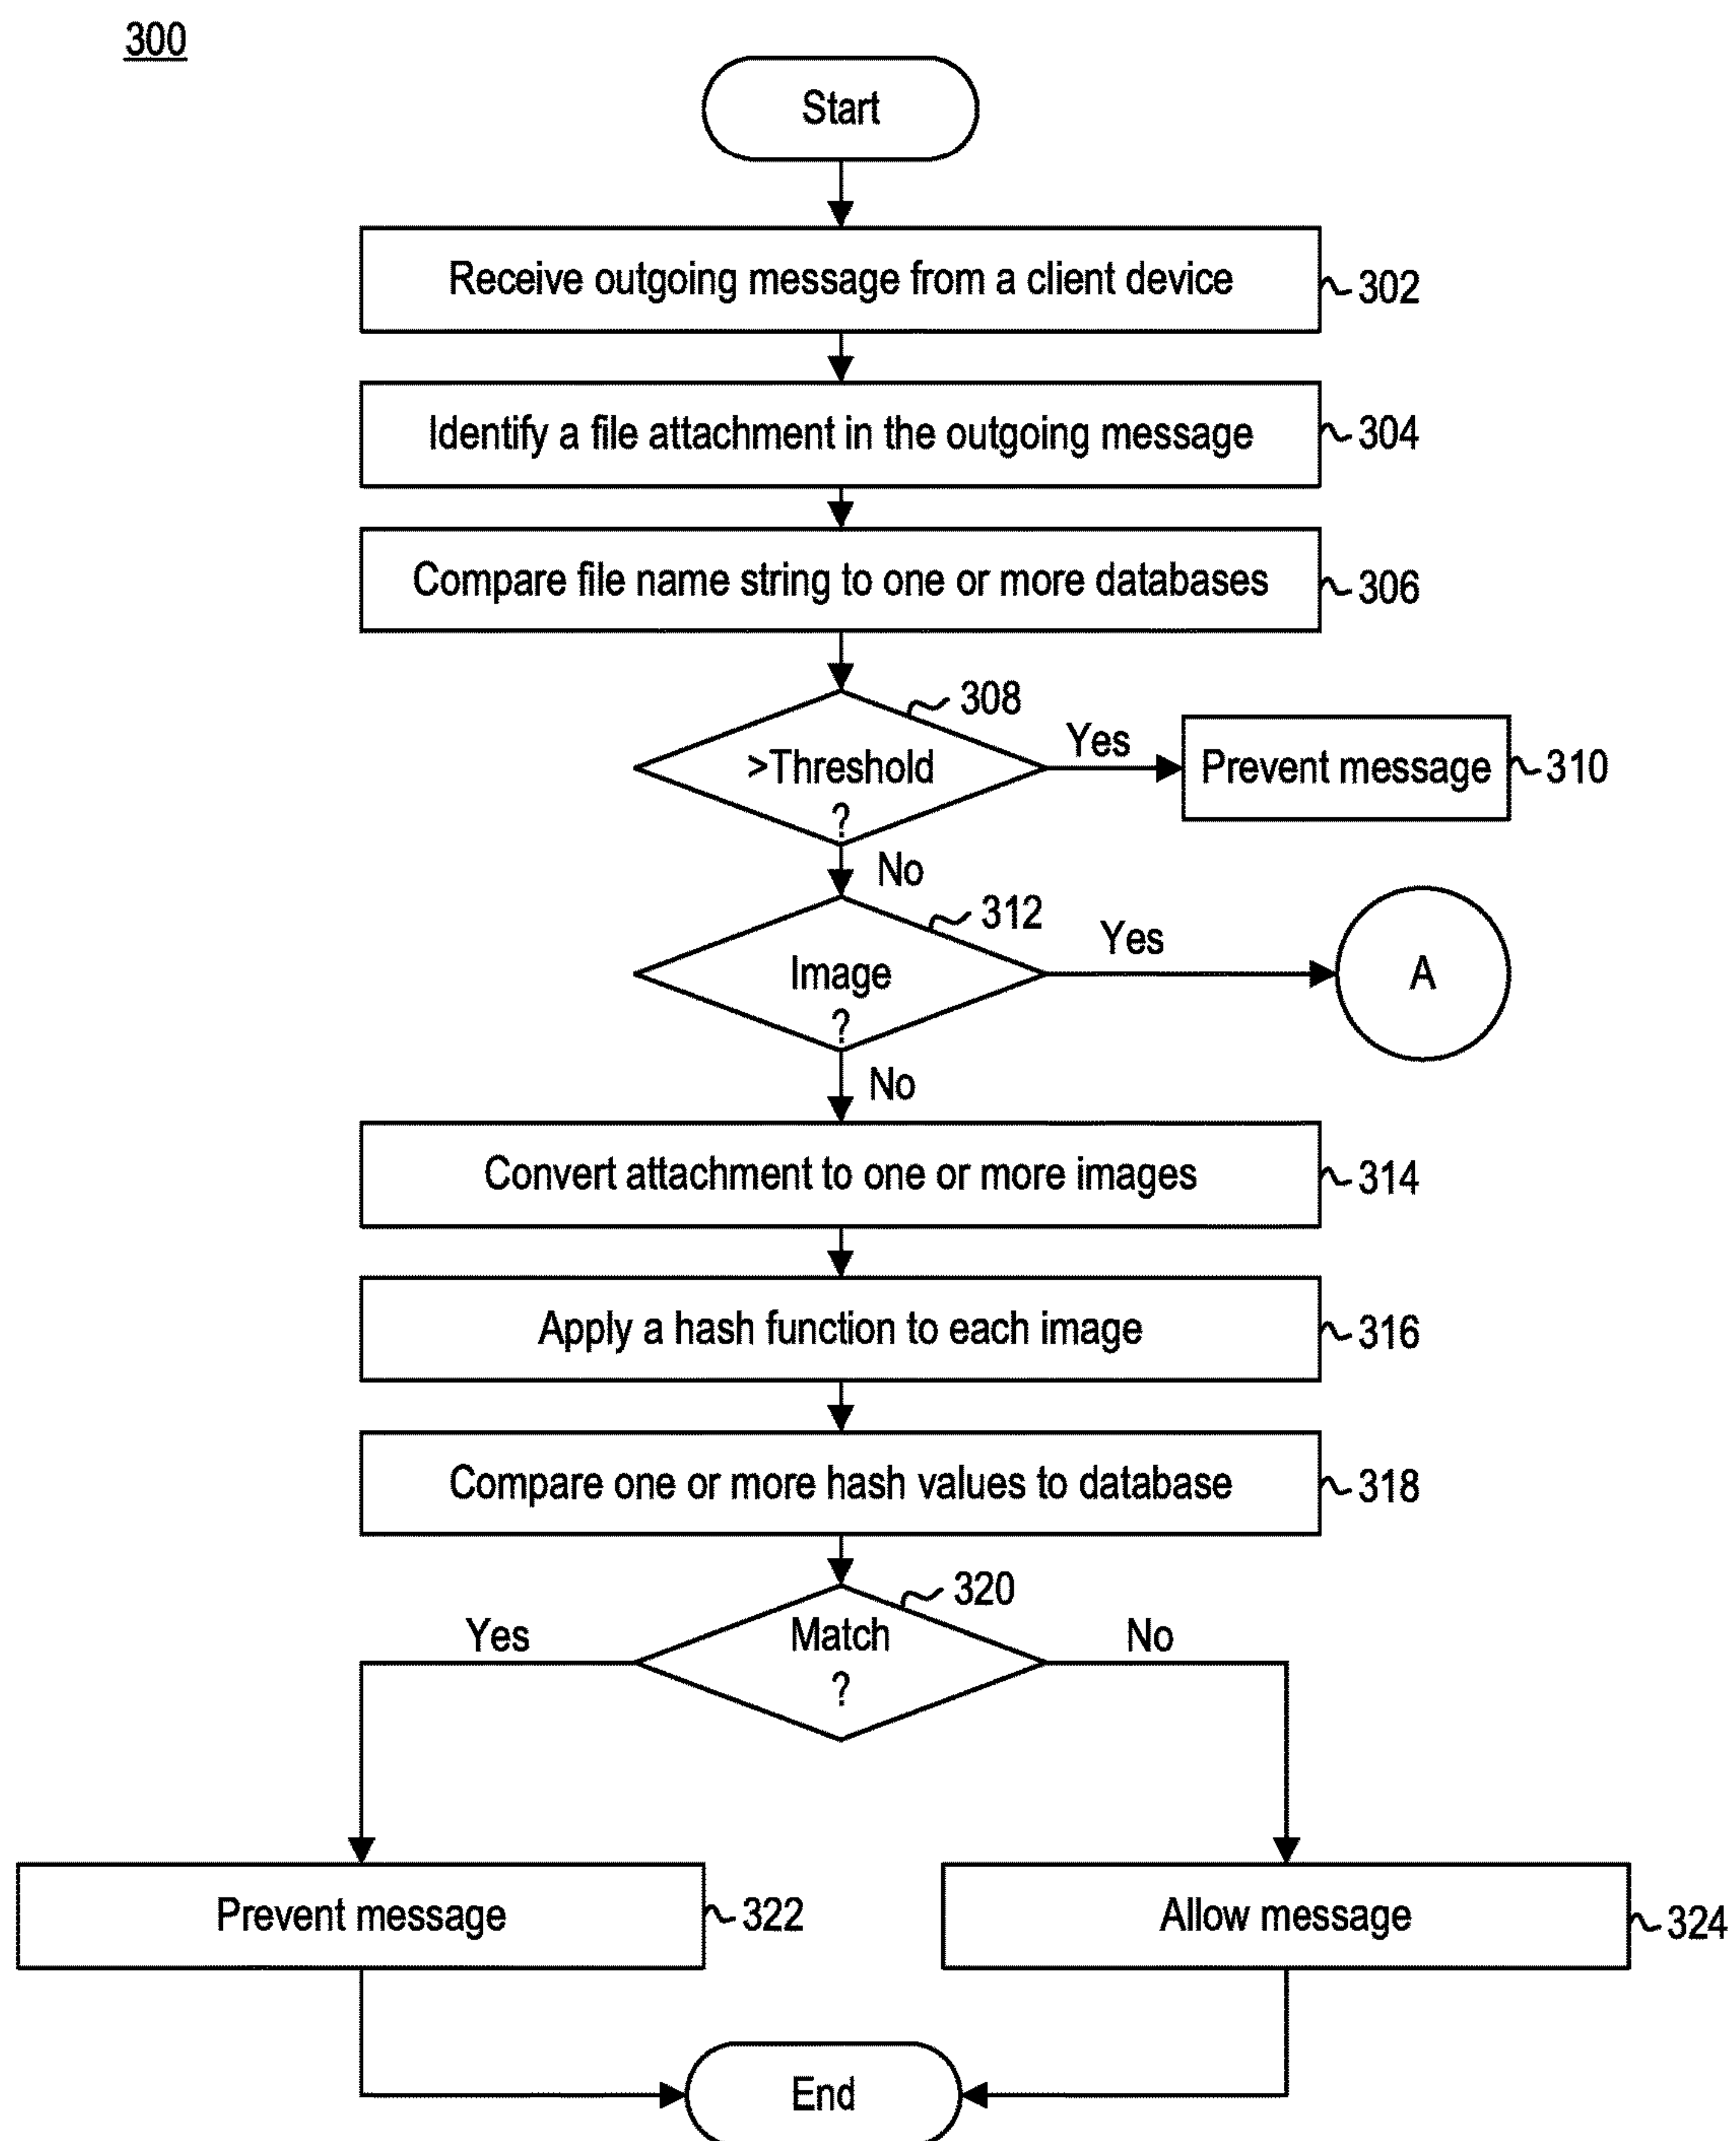 300
Start
Receive outgoing message from a client device
302
Identify a file attachment in the outgoing message
304
Compare file name string to one or more databases
306
308
>Threshold
?
Yes
Prevent message
310
No
312
Image
?
Yes
A
No
Convert attachment to one or more images
314
Apply a hash function to each image
316
Compare one or more hash values to database
318
320
Match
?
Yes
No
Prevent message
322
Allow message
324
End